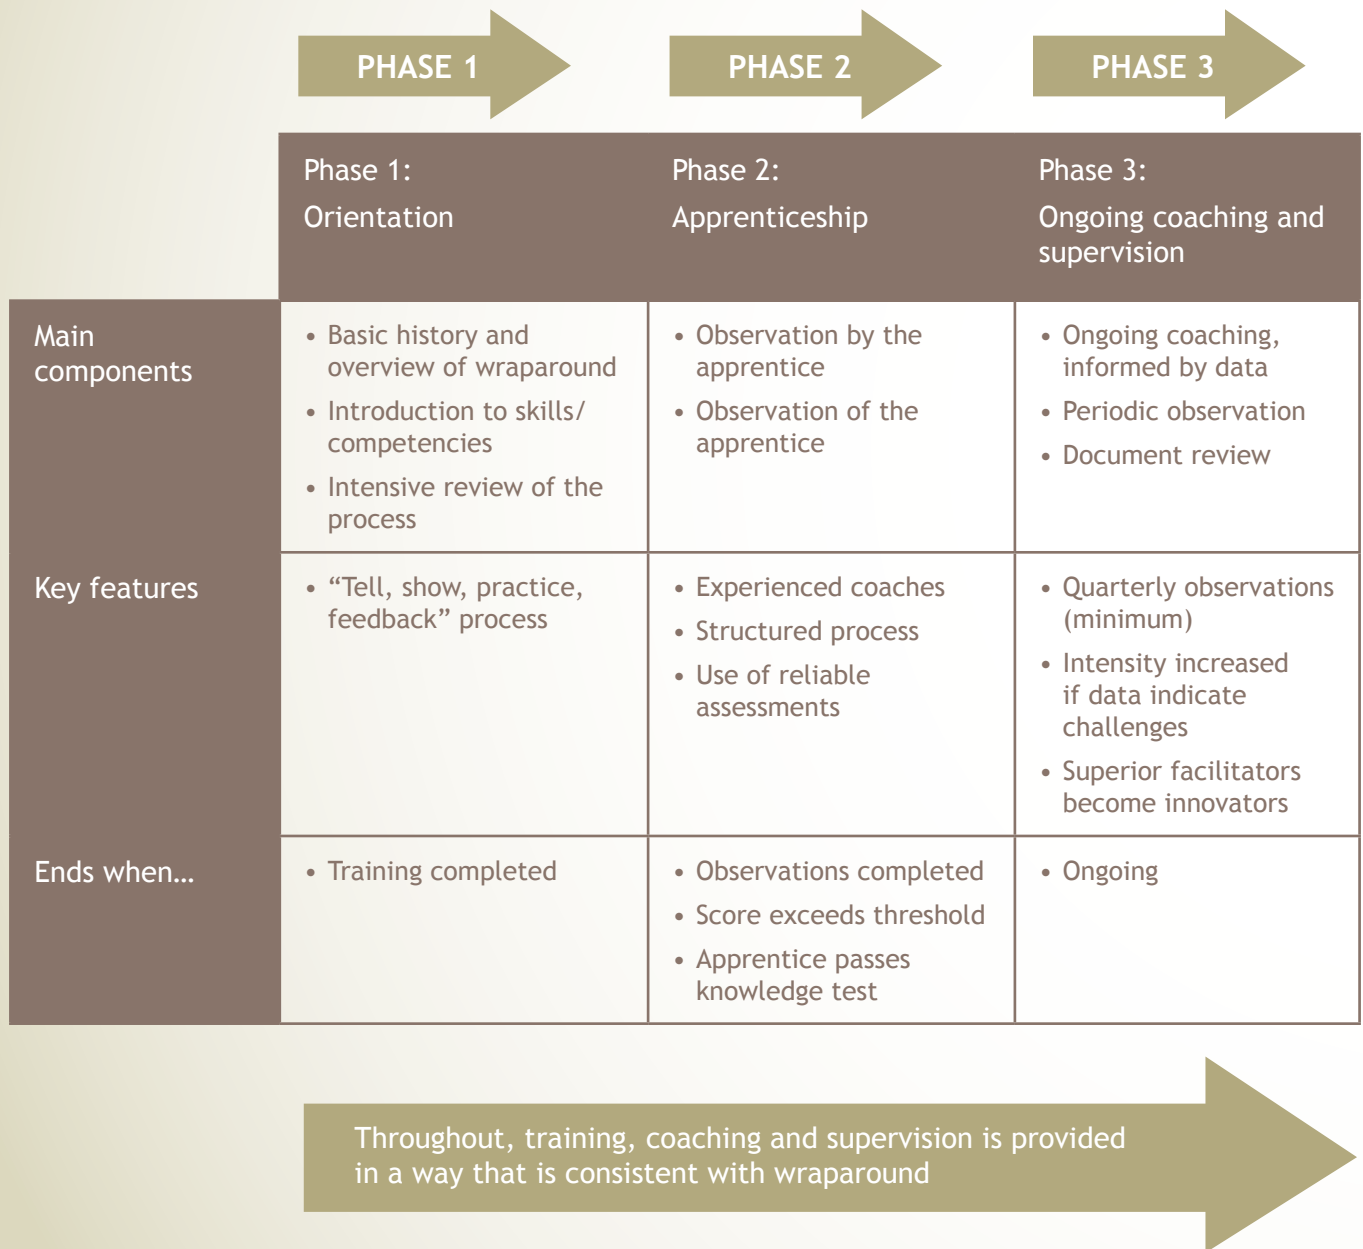 PHASE 1
PHASE 2
PHASE 3
Phase 1:
Orientation
Phase 2:
Apprenticeship
Phase 3:
Ongoing coaching and
supervision
Main
components
• Basic history and
overview of wraparound
• Introduction to skills/
competencies
• Intensive review of the
process
• Observation by the
apprentice
• Observation of the
apprentice
• Ongoing coaching,
informed by data
• Periodic observation
• Document review
Key features
• “Tell, show, practice,
feedback” process
• Experienced coaches
• Structured process
• Use of reliable
assessments
• Quarterly observations
(minimum)
• Intensity increased
if data indicate
challenges
• Superior facilitators
become innovators
Ends when…
• Training completed
• Observations completed
• Score exceeds threshold
• Apprentice passes
knowledge test
• Ongoing
Throughout, training, coaching and supervision is provided
in a way that is consistent with wraparound